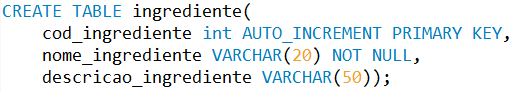 CREATE TABLE ingrediente(
    cod_ingrediente int AUTO_INCREMENT PRIMARY KEY,
    nome_ingrediente VARCHAR(20) NOT NULL,
    descricao_ingrediente VARCHAR(50));